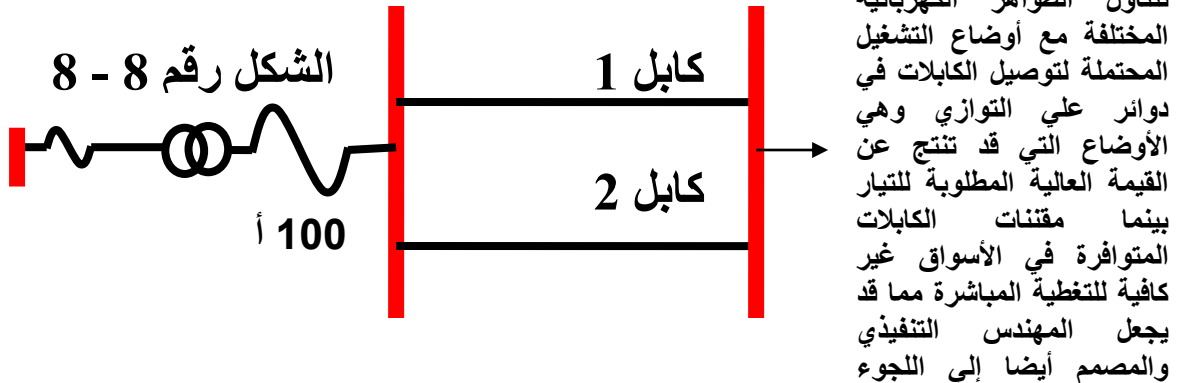 الشكل رقم 8 - 8
كابل 1
كابل 2
100 أ
الظواهر الكهربائية
المختلفة مع أوضاع التشغيل
المحتملة لتوصيل الكابلات في
دوائر علي التوازي وهي
الأوضاع التي قد تنتج عن
القيمة العالية المطلوبة للتيار
بينما مقننات الكابلات
المتوافرة في الأسواق غير
كافية للتغطية المباشرة مما قد
يجعل المهندس التنفيذي
والمصمم أيضا إلى اللجوء